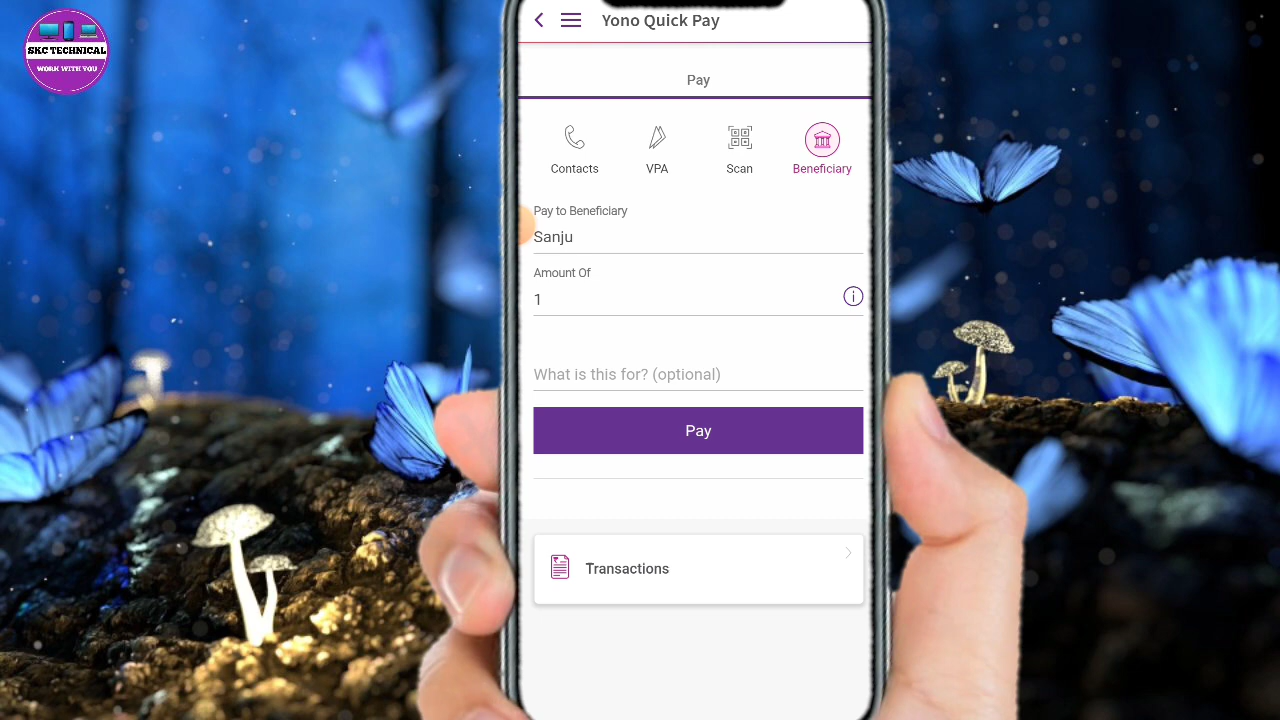 SKC TECHNICAL
WORK WITH YOU
Yono Quick Pay
Pay
Contacts
VPA
Scan
Beneficiary
Pay to Beneficiary
Sanju
Amount Of
1
What is this for? (optional)
Pay
Transactions